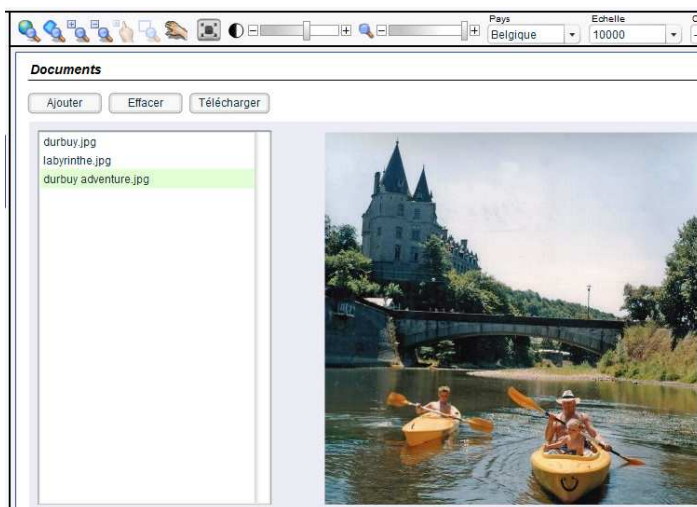 Pays
Echelle
Belgique
10000
Documents
Ajouter
Effacer
Télécharger
durbuy.jpg
labyrinthe.jpg
durbuy adventure.jpg